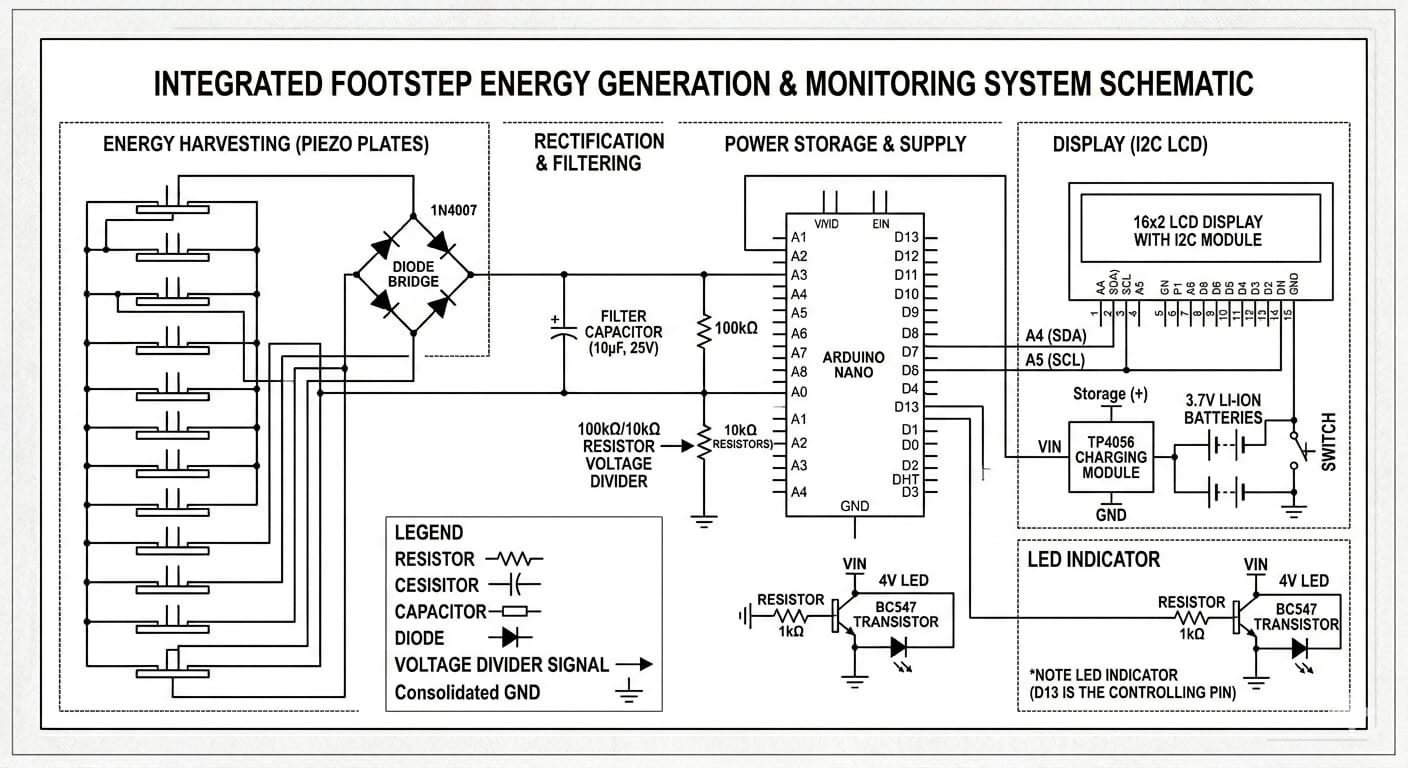 INTEGRATED FOOTSTEP ENERGY GENERATION & MONITORING SYSTEM SCHEMATIC
ENERGY HARVESTING (PIEZO PLATES)
1N4007
DIODE
BRIDGE
RECTIFICATION
& FILTERING
+
FILTER
CAPACITOR
(10µF, 25V)
100kΩ
100kΩ/10kΩ
RESISTOR
VOLTAGE
DIVIDER
10kΩ
RESISTORS)
POWER STORAGE & SUPPLY
EIN
A1
A2
A3
A4
A5
A6
A7
A8
A0
A1
A2
A3
A4
ARDUINO
NANO
D13
D12
D11
D10
D9
D8
D7
D6
D4
D13
D1
D0
D2
DHT
D3
GND
DISPLAY (I2C LCD)
16x2 LCD DISPLAY
WITH I2C MODULE
AA
SDA)
SCL
A5
GN
P1
A6
D8
D6
D5
D4
D3
D2
DN
GND
1
2
3
4
5
6
7
8
9
10
11
12
13
14
15
A4 (SDA)
A5 (SCL)
Storage (+)
VIN
TP4056
CHARGING
MODULE
GND
3.7V LI-ION
BATTERIES
SWITCH
LEGEND
RESISTOR
CESISITOR
CAPACITOR
DIODE
VOLTAGE DIVIDER SIGNAL
Consolidated GND
VIN
4V LED
RESISTOR
1kΩ
BC547
TRANSISTOR
LED INDICATOR
VIN
4V LED
RESISTOR
1kΩ
BC547
TRANSISTOR
*NOTE LED INDICATOR
(D13 IS THE CONTROLLING PIN)